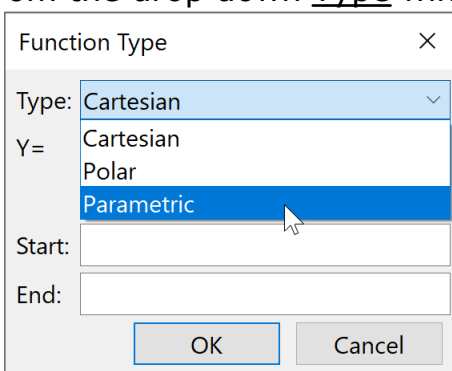 Function Type
Type: Cartesian
Y= Cartesian
Polar
Parametric
Start:
End:
OK Cancel